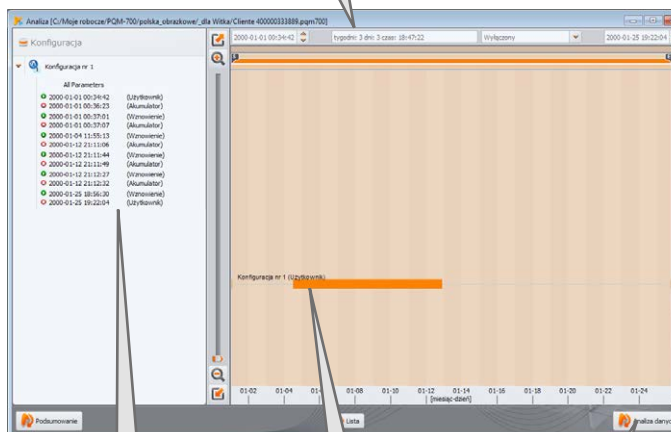 Analiza [C:/Moje robocze/PQM-700/polska_obrazkowe/_dla Witka/Cliente 400000333889.pqm700]
Konfiguracja
2000-01-01 00:34:42
tygodni: 3 dni: 3 czas: 18:47:22
Wyłączony
2000-01-25 19:22:04
Konfiguracja nr 1
All Parameters
2000-01-01 00:34:42 (Użytkownik)
2000-01-01 00:36:23 (Akumulator)
2000-01-01 00:37:01 (Wznowienie)
2000-01-01 00:37:07 (Akumulator)
2000-01-04 11:55:13 (Wznowienie)
2000-01-12 21:11:06 (Akumulator)
2000-01-12 21:11:44 (Wznowienie)
2000-01-12 21:11:49 (Akumulator)
2000-01-12 21:12:27 (Wznowienie)
2000-01-12 21:12:32 (Akumulator)
2000-01-25 18:56:30 (Wznowienie)
2000-01-25 19:22:04 (Użytkownik)
Konfiguracja nr 1 (Użytkownik)
01-02 01-04 01- 01-08 01-10 01-12 01-14 01-16 01-18 01-20 01-22 01-24
[miesiąc-dzień]
Podsumowanie
Lista
Analiza danyc